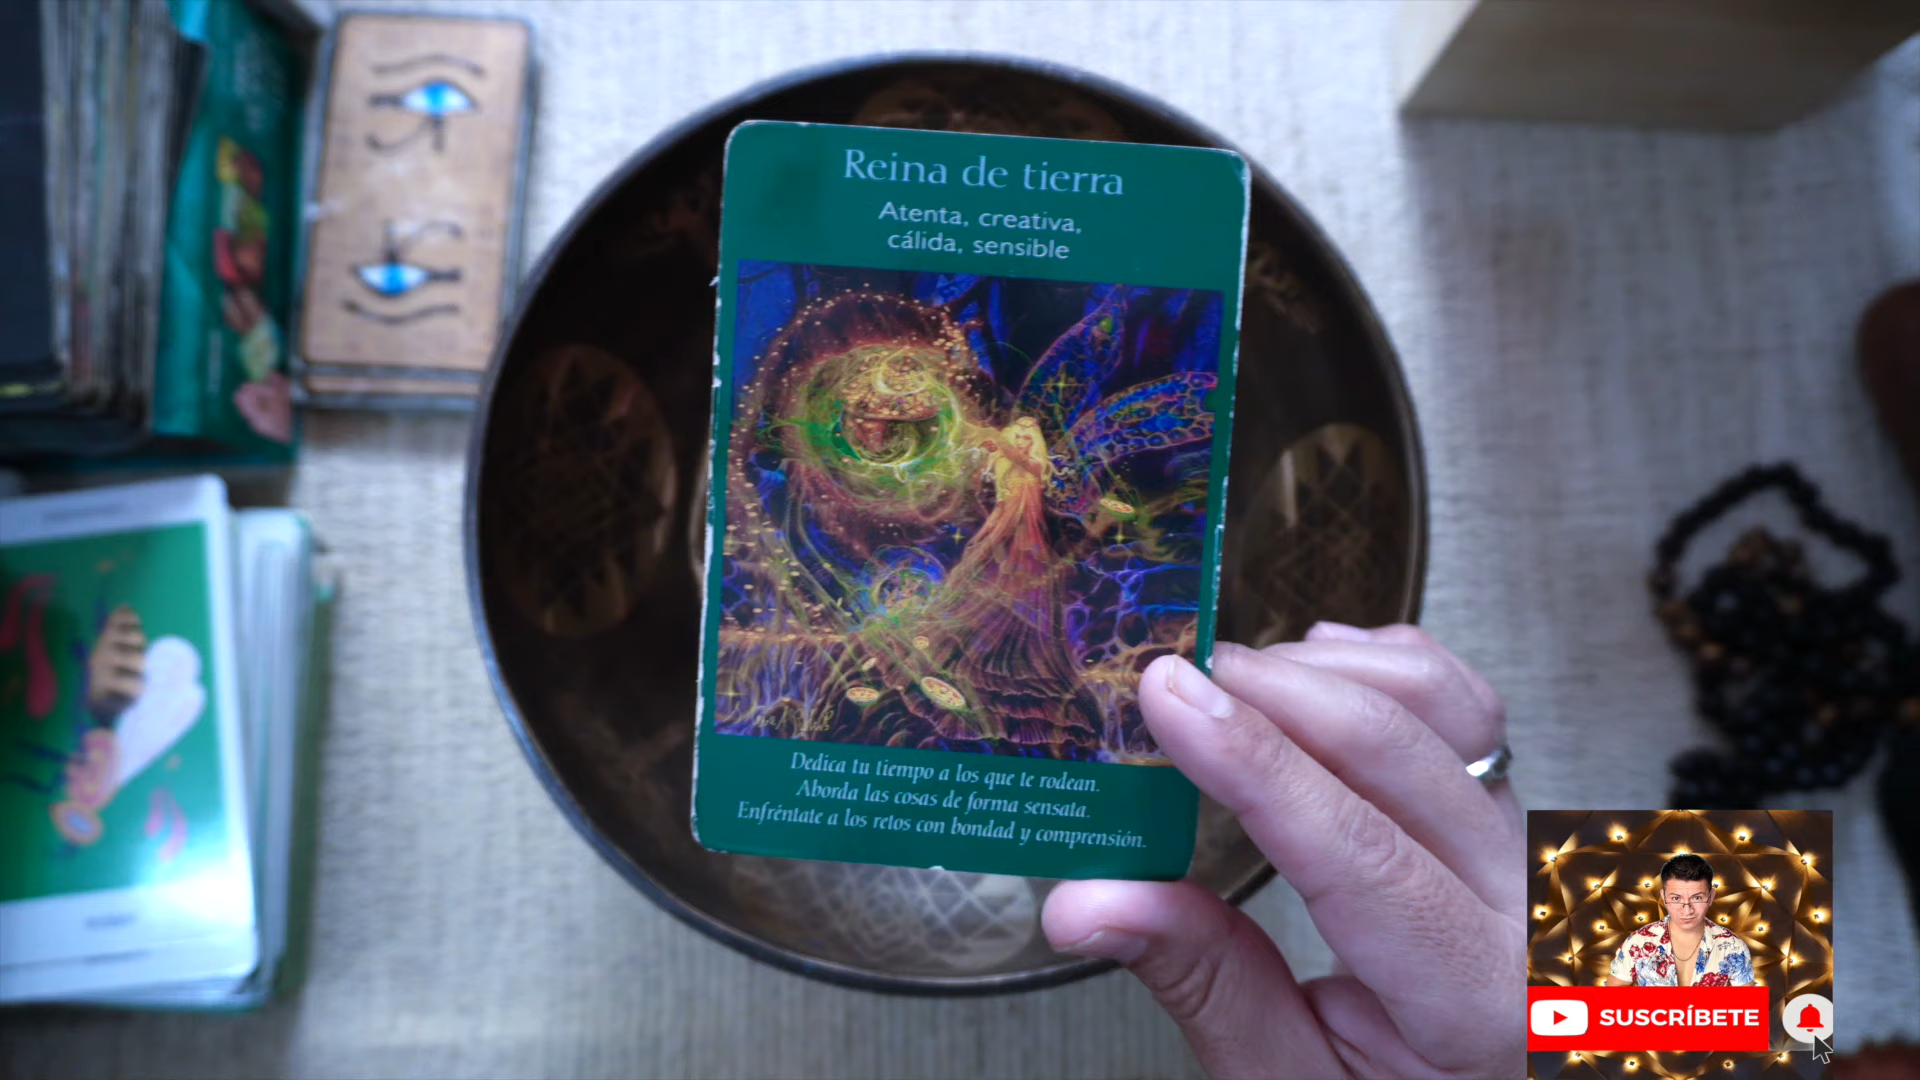 Reina de tierra
Atenta, creativa,
cálida, sensible
Dedica tu tiempo a los que te rodean.
Aborda las cosas de forma sensata.
Enfréntate a los retos con bondad y comprensión.
SUSCRÍBETE